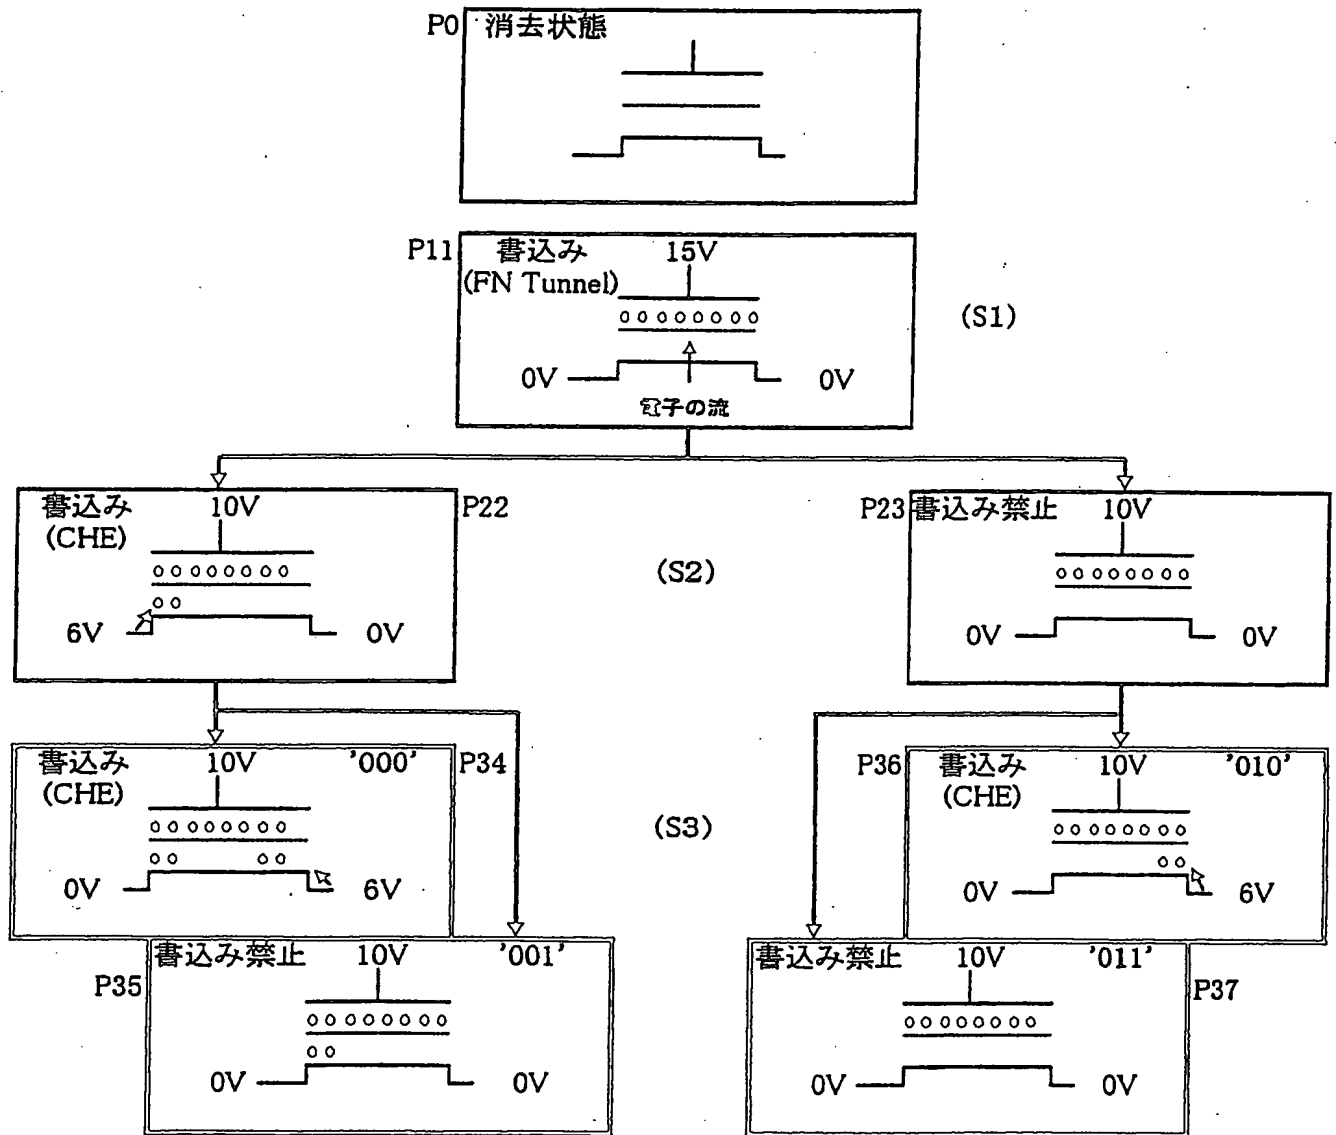 P0 消去状態
P11 書込み 15V
(FN Tunnel)
(S1)
0V 0V
電子の流
書込み 10V P22
(CHE)
6V 0V
(S2)
P23 書込み禁止 10V
0V 0V
書込み 10V '000' P34
(CHE)
0V 6V
(S3)
P36 書込み 10V '010'
(CHE)
0V 6V
P35 書込み禁止 10V '001'
0V 0V
書込み禁止 10V '011' P37
0V 0V